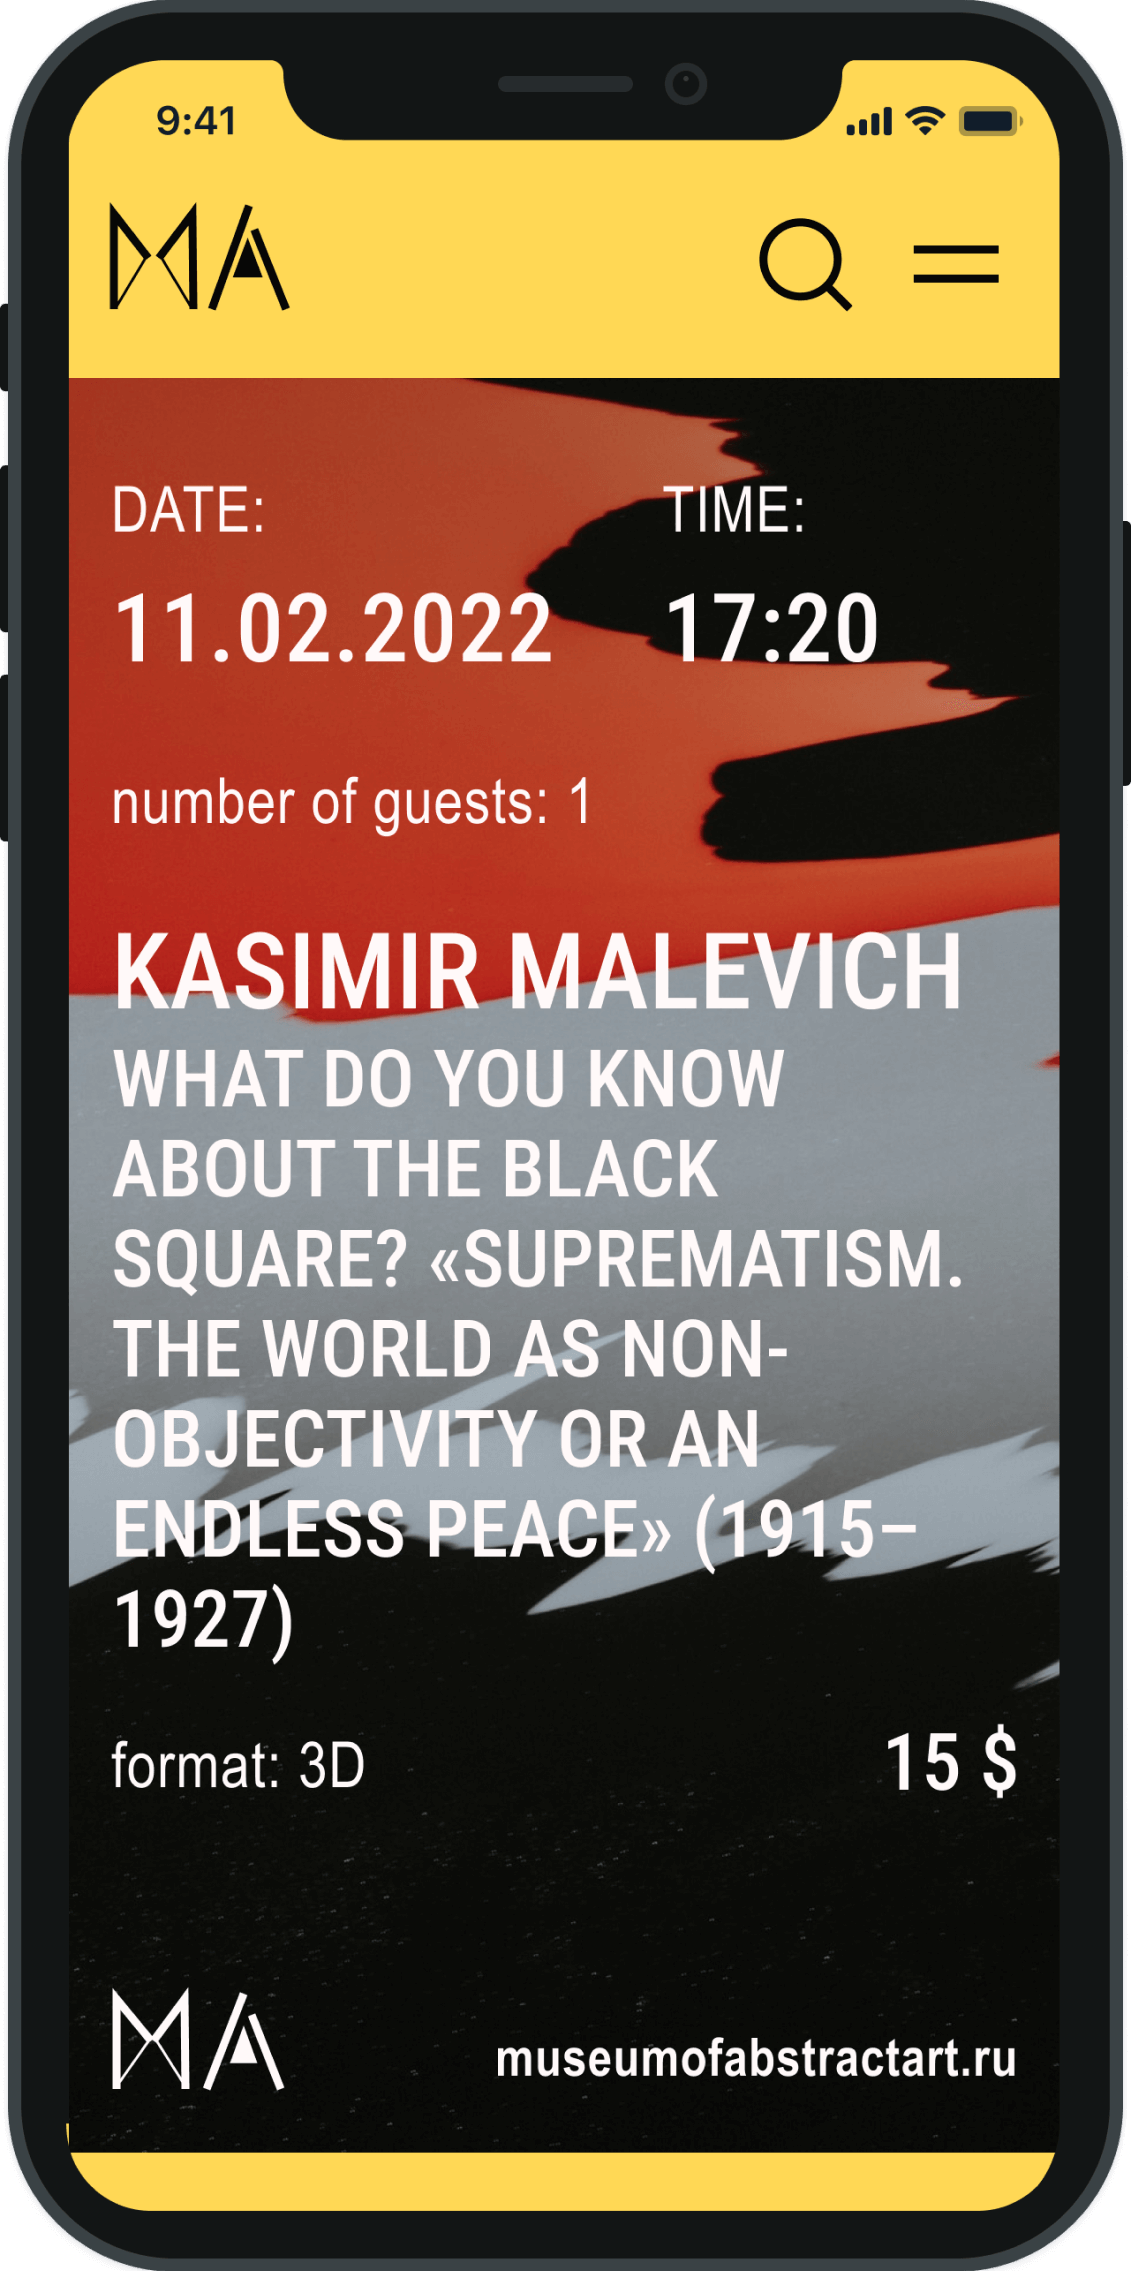 9:41
MA
DATE: TIME:
11.02.2022 17:20
number of guests: 1
KASIMIR MALEVICH
WHAT DO YOU KNOW
ABOUT THE BLACK
SQUARE? «SUPREMATISM.
THE WORLD AS NON-
OBJECTIVITY OR AN
ENDLESS PEACE» (1915–
1927)
format: 3D 15 $
MA museumofabstractart.ru